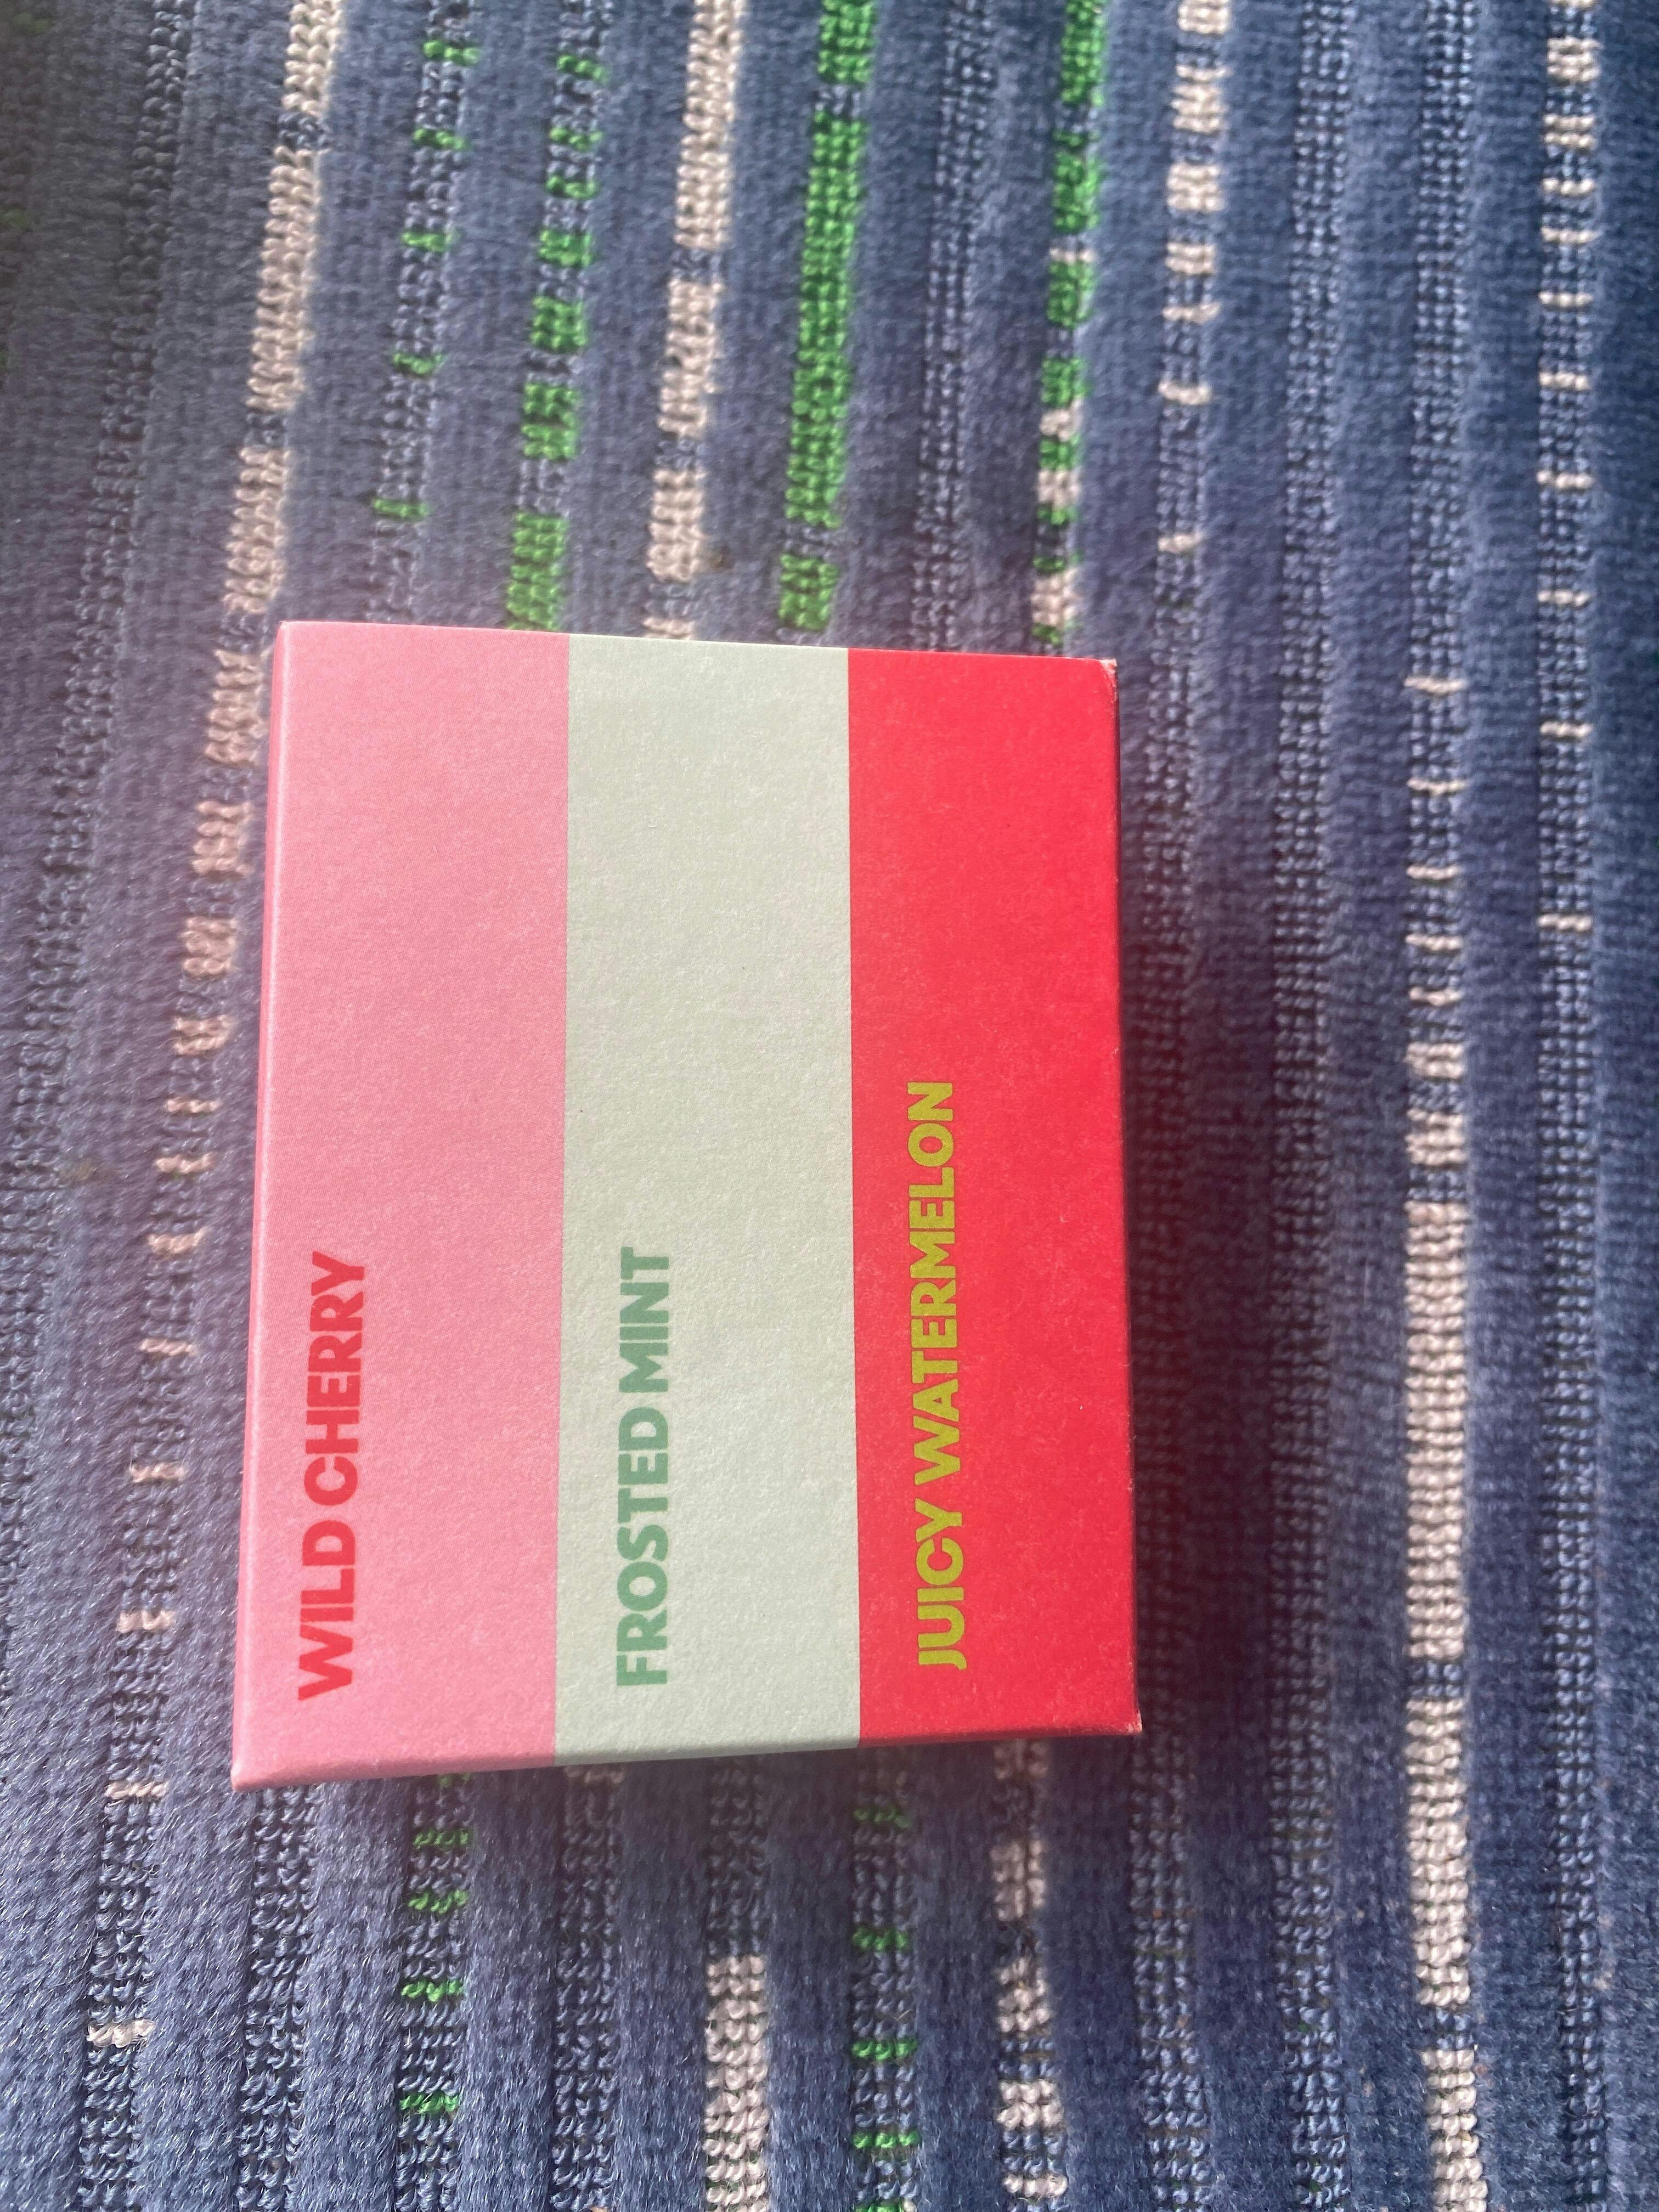 WILD CHERRY
FROSTED MINT
JUICY WATERMELON